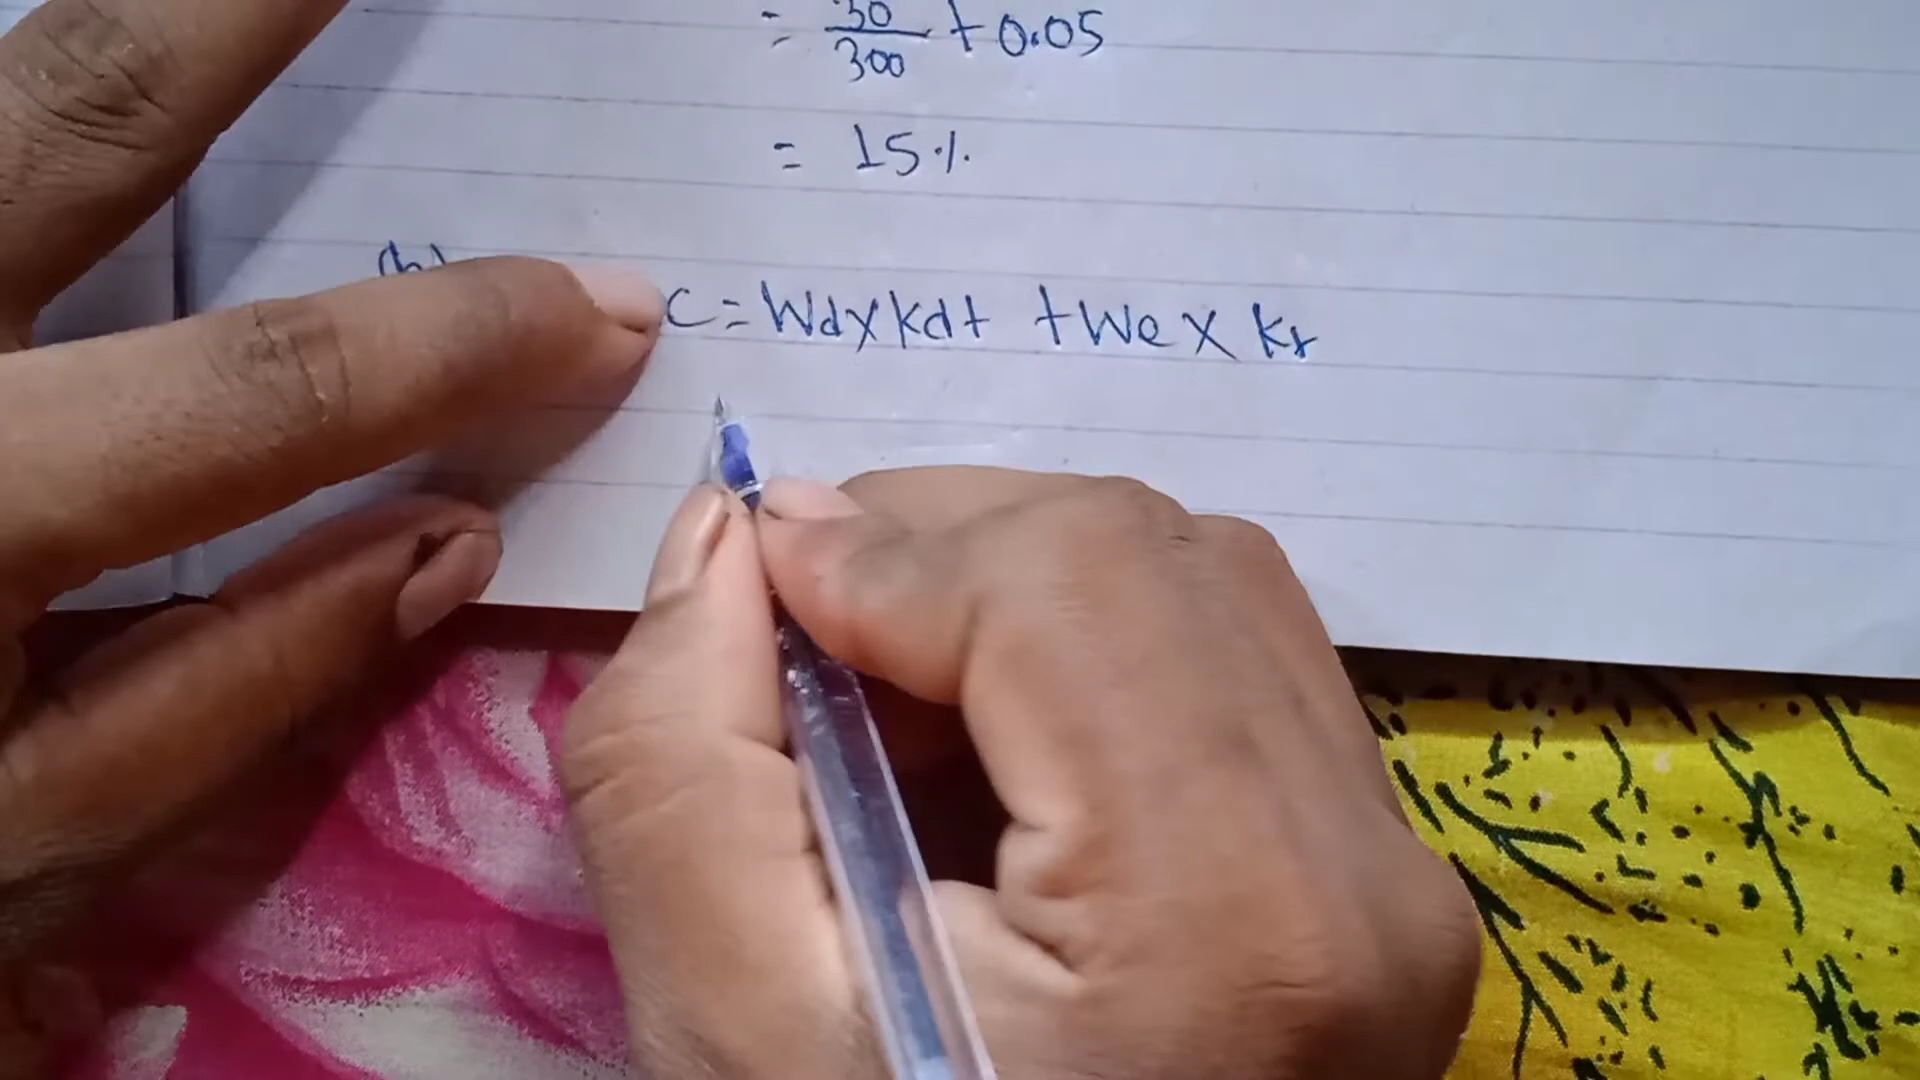 = 30/300 + 0.05
= 15%
(b)
C = Wd x Kdt + We x Kr